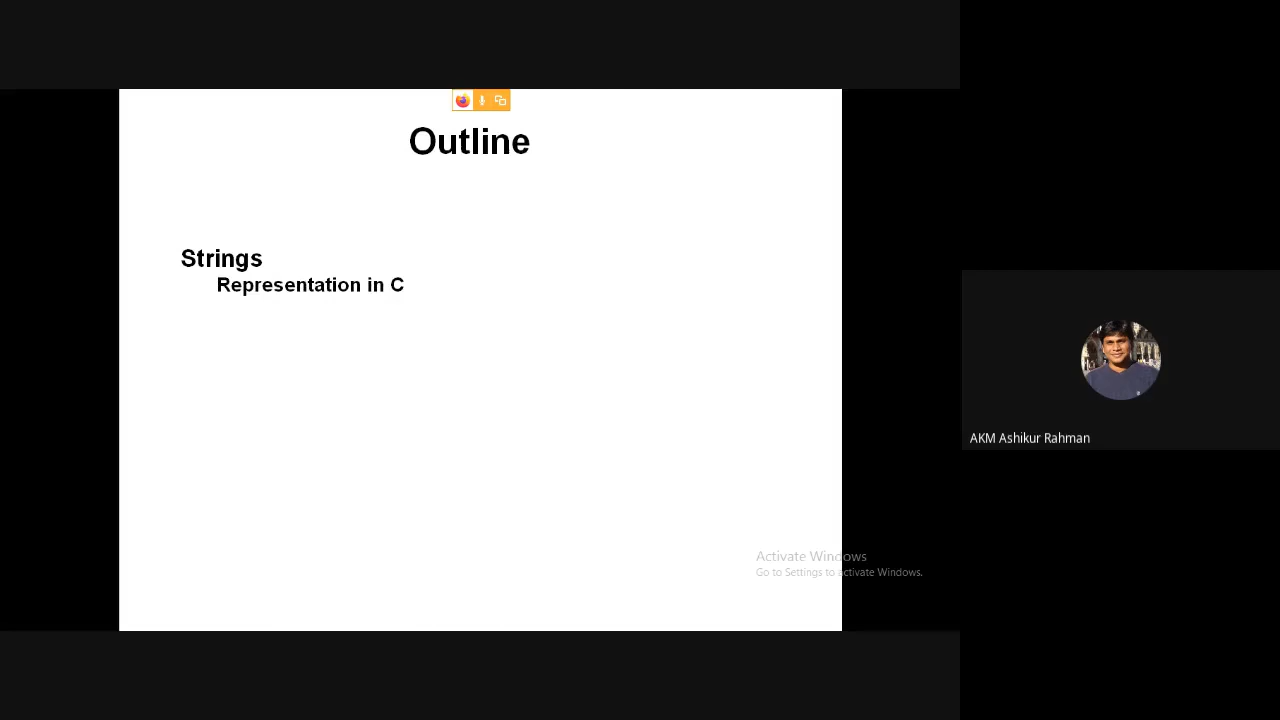 Outline
Strings
Representation in C
AKM Ashikur Rahman
Activate Windows
Go to Settings to activate Windows.